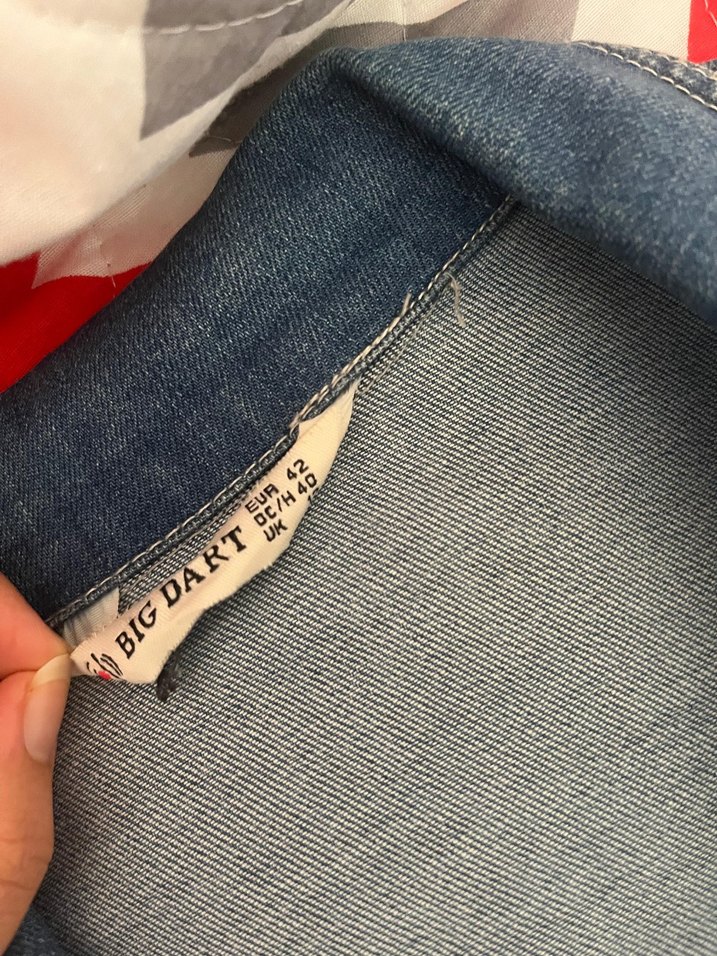 BIG DART
EUR 42
DC/H 40
UK